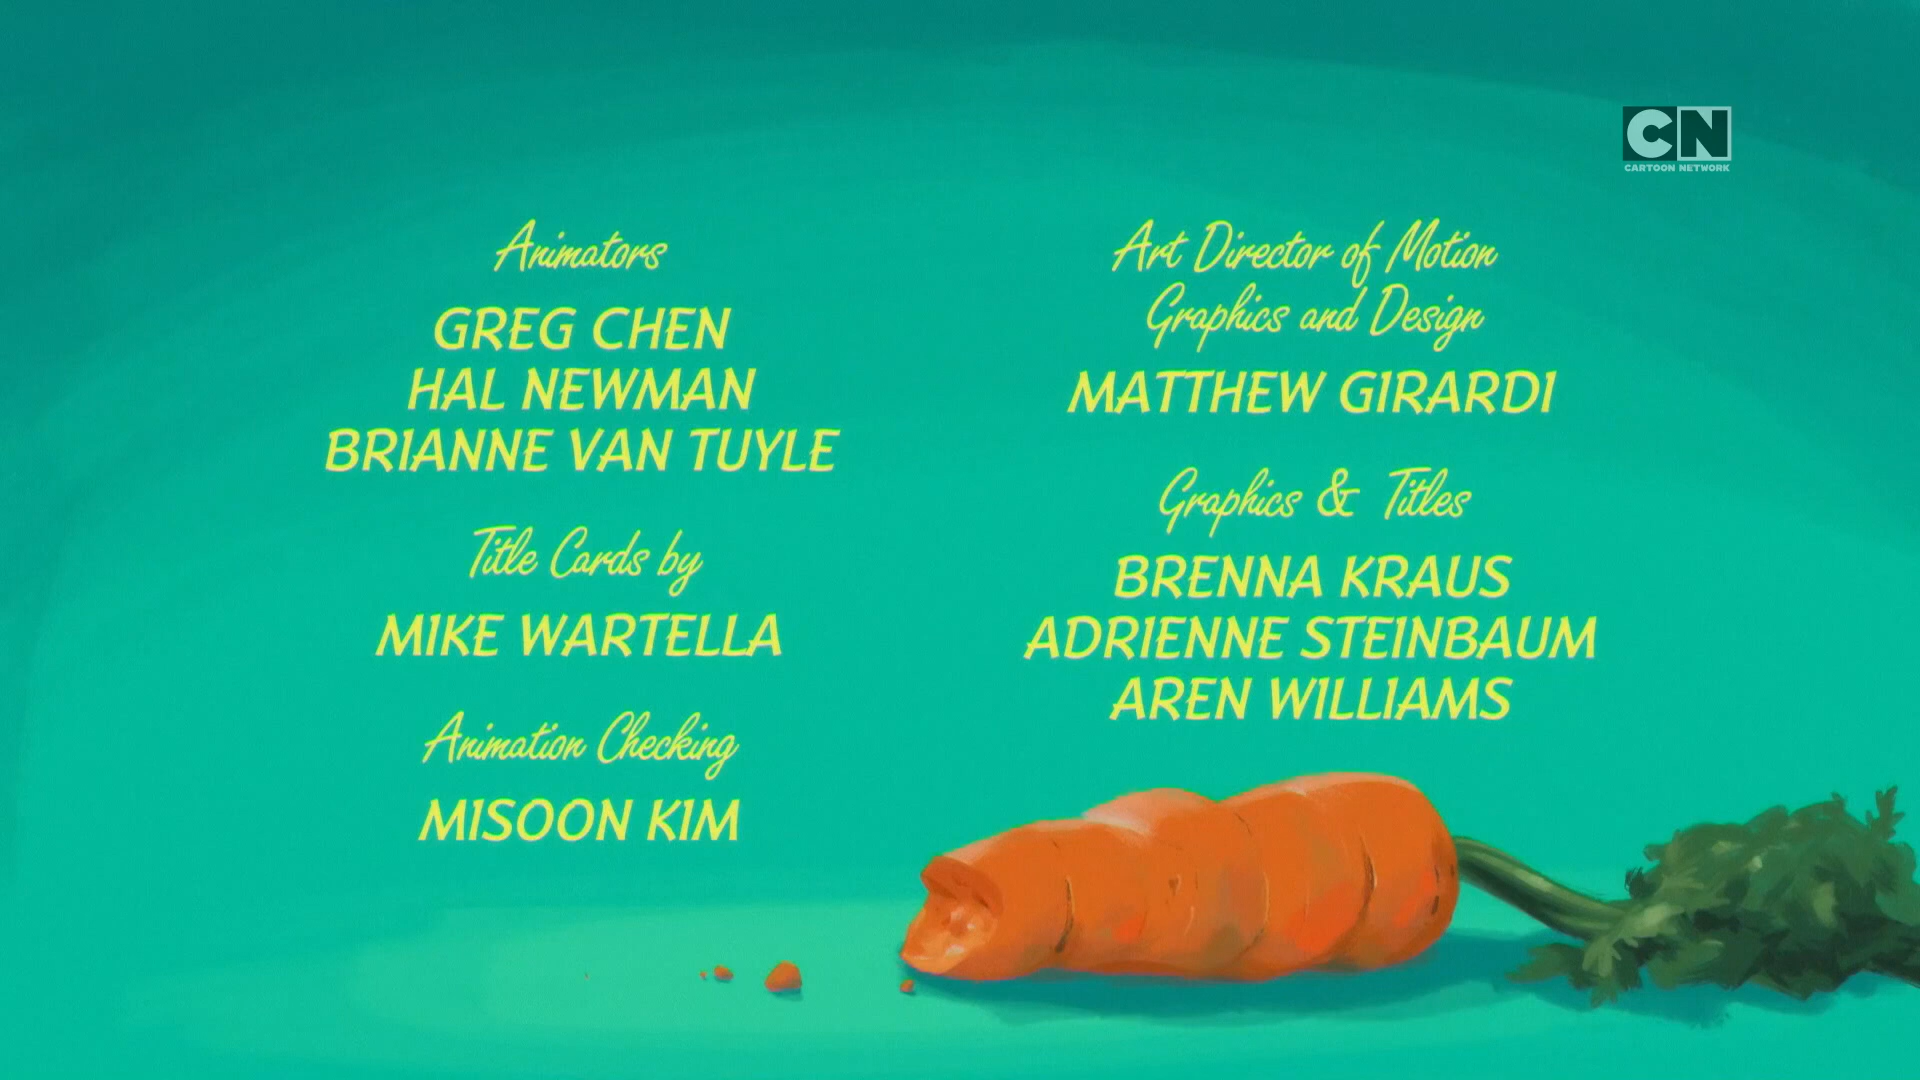 CN
CARTOON NETWORK
Animators
GREG CHEN
HAL NEWMAN
BRIANNE VAN TUYLE
Title Cards by
MIKE WARTELLA
Animation Checking
MISOON KIM
Art Director of Motion
Graphics and Design
MATTHEW GIRARDI
Graphics & Titles
BRENNA KRAUS
ADRIENNE STEINBAUM
AREN WILLIAMS